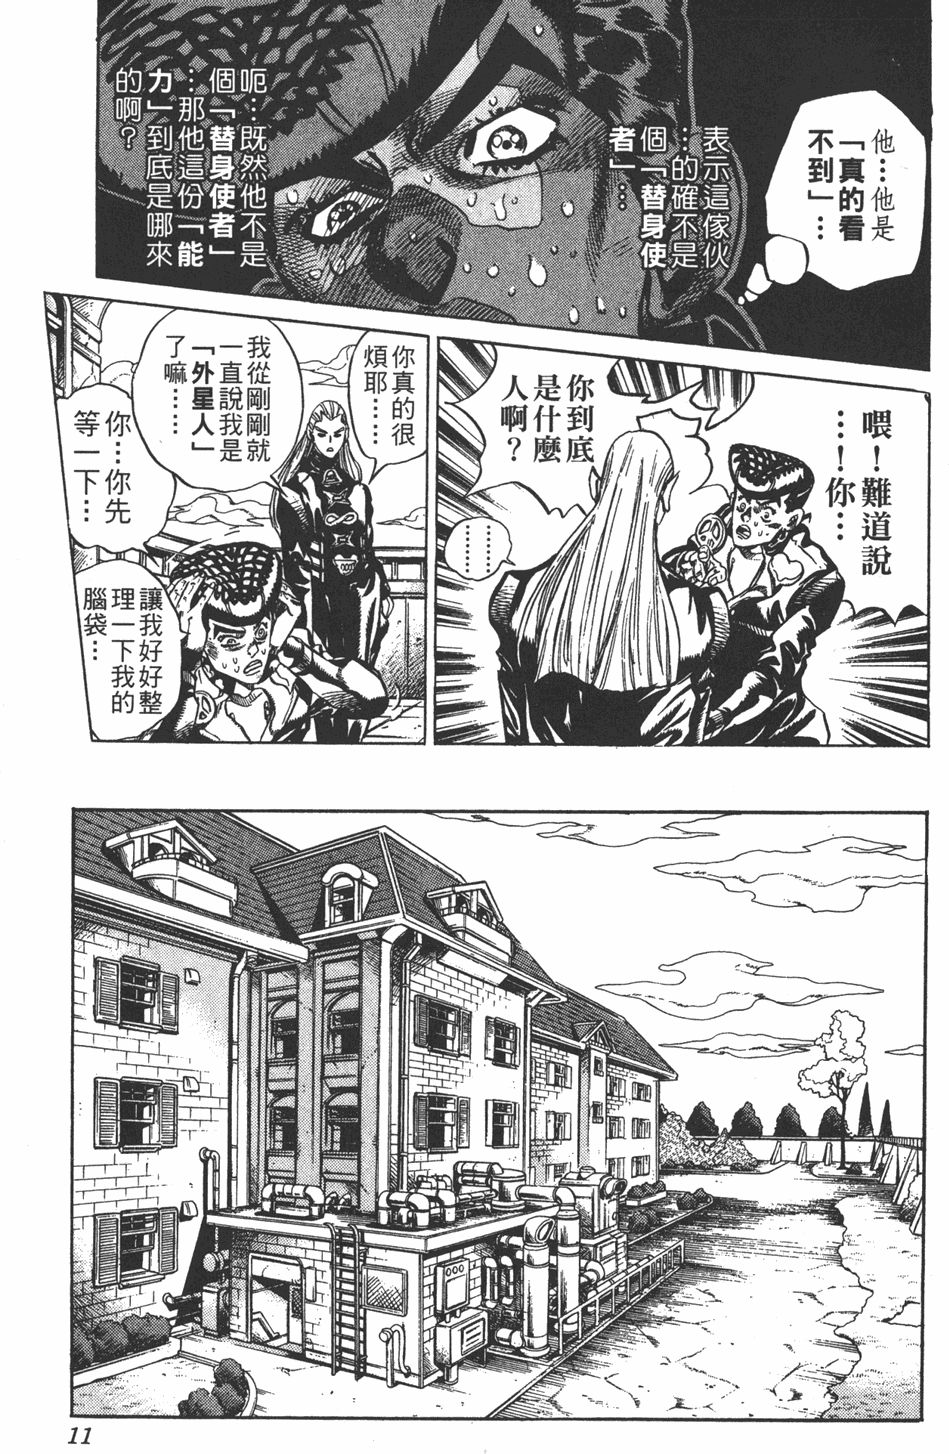 他…他是
「真的看
不到」…
表示這傢伙
…的確不是
個「替身使
者」…
呃…既然他不是
個「替身使者」
…那他這份「能
力」到底是哪來
的啊？
喂！難道說
…！你…
你到底
是什麼
人啊？
………
………
你真的很
煩耶…
我從剛剛就
一直說我是
「外星人」
了嘛……
你…你先
等一下…
讓我好好整
理一下我的
腦袋…
11